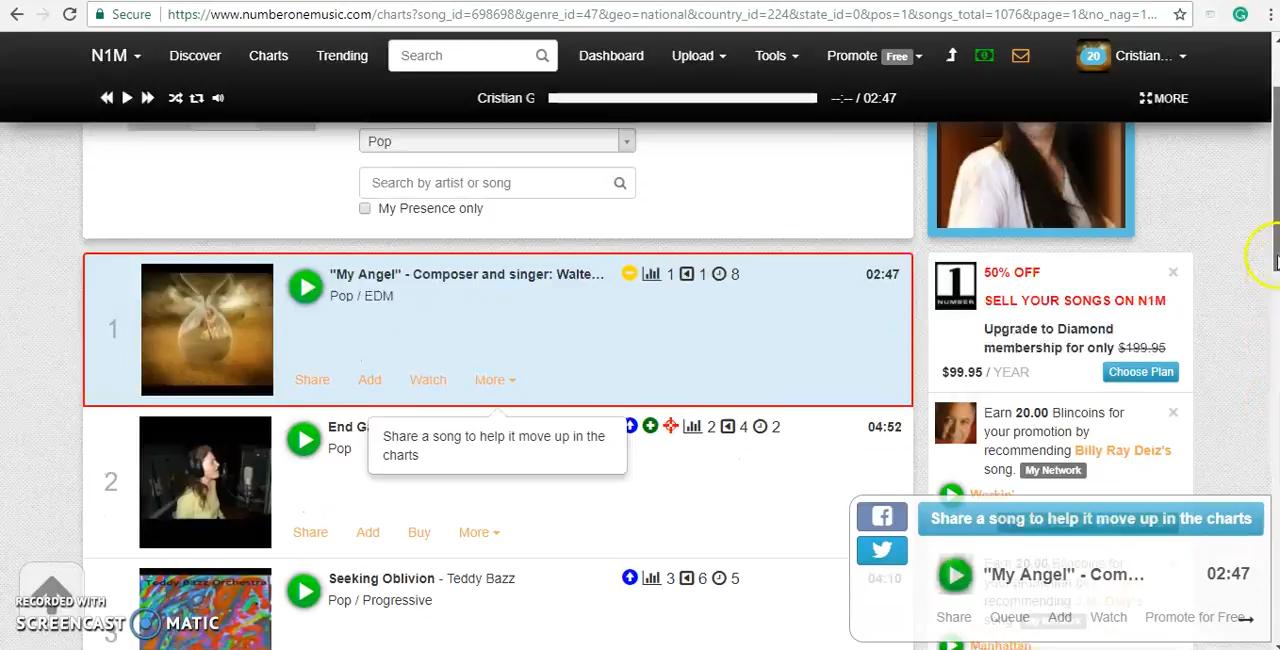 Secure https://www.numberonemusic.com/charts?song_id=698698&genre_id=47&geo=national&country_id=224&state_id=0&pos=1&songs_total=1076&page=1&no_nag=1...
N1M Discover Charts Trending Search Dashboard Upload Tools Promote Free 20 Cristian...
Cristian G --:-- / 02:47 MORE
Pop
Search by artist or song
My Presence only
1
"My Angel" - Composer and singer: Walte... 1 1 8 02:47
Pop / EDM
Share Add Watch More
Share a song to help it move up in the
charts
2
End Ga 2 4 2 04:52
Pop
Share Add Buy More
3
Teddy Bazz Orchestra
Seeking Oblivion - Teddy Bazz 3 6 5 04:10
Pop / Progressive
1
NUMBER
50% OFF
SELL YOUR SONGS ON N1M
Upgrade to Diamond
membership for only $199.95
$99.95 / YEAR Choose Plan
Earn 20.00 Blincoins for
your promotion by
recommending Billy Ray Deiz's
song. My Network
Workin'
Share a song to help it move up in the charts
"My Angel" - Com... 02:47
Share Queue Add Watch Promote for Free
Manhattan
RECORDED WITH
SCREENCAST MATIC